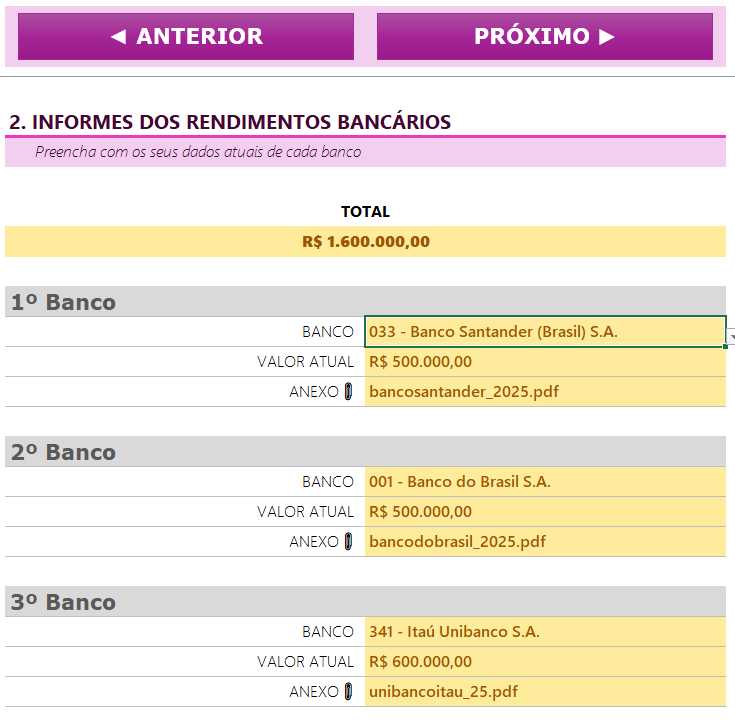 ◄ ANTERIOR PRÓXIMO ►
2. INFORMES DOS RENDIMENTOS BANCÁRIOS
Preencha com os seus dados atuais de cada banco
TOTAL
R$ 1.600.000,00
1º Banco
BANCO 033 - Banco Santander (Brasil) S.A.
VALOR ATUAL R$ 500.000,00
ANEXO bancosantander_2025.pdf
2º Banco
BANCO 001 - Banco do Brasil S.A.
VALOR ATUAL R$ 500.000,00
ANEXO bancodobrasil_2025.pdf
3º Banco
BANCO 341 - Itaú Unibanco S.A.
VALOR ATUAL R$ 600.000,00
ANEXO unibancoitau_25.pdf